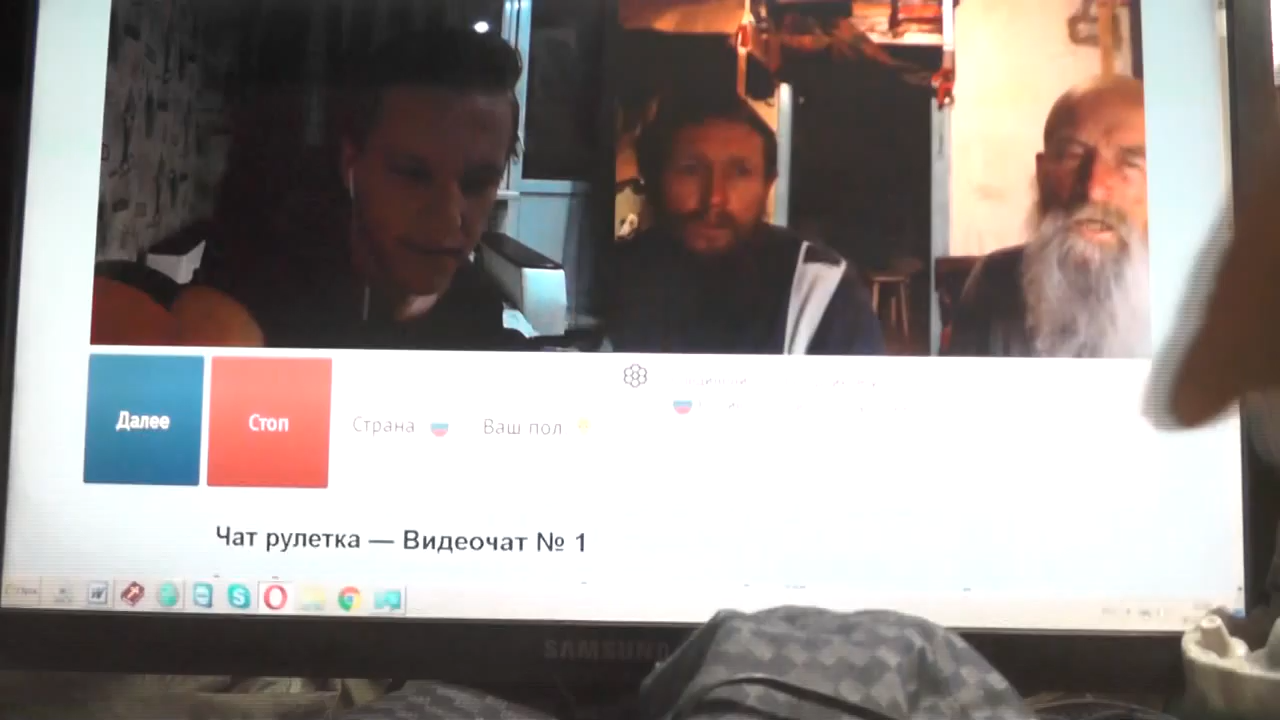 Далее
Стоп
Страна
Ваш пол
Чат рулетка — Видеочат № 1
SAMSUNG